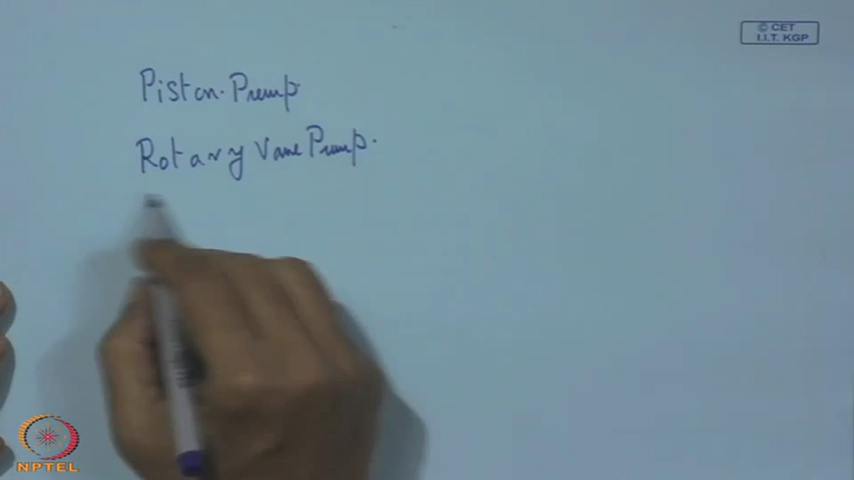 © CET
I.I.T. KGP
Piston Pump
Rotary Vane Pump.
NPTEL